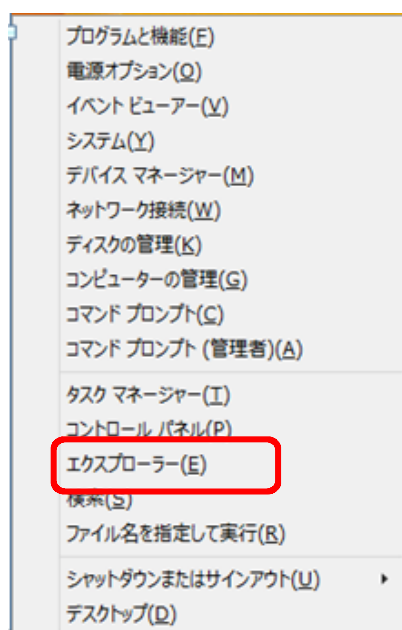 プログラムと機能(F)
電源オプション(O)
イベント ビューアー(V)
システム(Y)
デバイス マネージャー(M)
ネットワーク接続(W)
ディスクの管理(K)
コンピューターの管理(G)
コマンド プロンプト(C)
コマンド プロンプト (管理者)(A)
タスク マネージャー(T)
コントロール パネル(P)
エクスプローラー(E)
検索(S)
ファイル名を指定して実行(R)
シャットダウンまたはサインアウト(U)
デスクトップ(D)